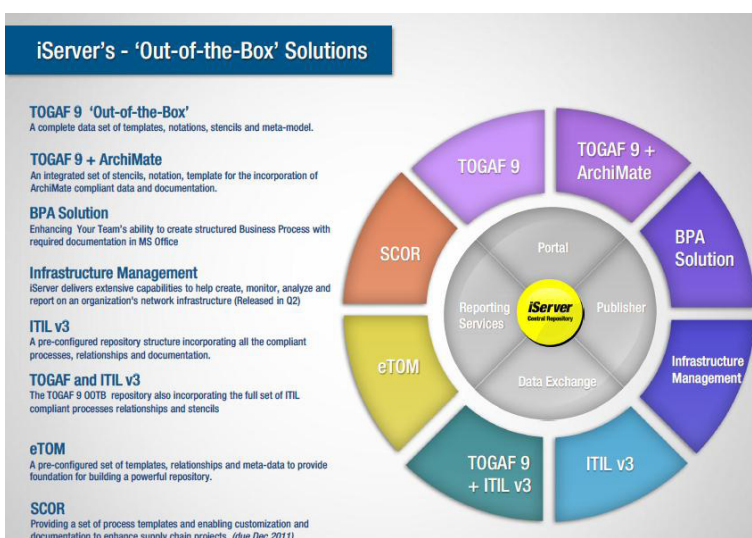 iServer's - 'Out-of-the-Box' Solutions
TOGAF 9 'Out-of-the-Box'
A complete data set of templates, notations, stencils and meta-model.
TOGAF 9 + ArchiMate
An integrated set of stencils, notation, template for the incorporation of
ArchiMate compliant data and documentation.
BPA Solution
Enhancing Your Team's ability to create structured Business Process with
required documentation in MS Office
Infrastructure Management
iServer delivers extensive capabilities to help create, monitor, analyze and
report on an organization's network infrastructure (Released in Q2)
ITIL v3
A pre-configured repository structure incorporating all the compliant
processes, relationships and documentation.
TOGAF and ITIL v3
The TOGAF 9 OOTB repository also incorporating the full set of ITIL
compliant processes relationships and stencils
eTOM
A pre-configured set of templates, relationships and meta-data to provide
foundation for building a powerful repository.
SCOR
Providing a set of process templates and enabling customization and
documentation to enhance supply chain projects. (due Dec 2011)
TOGAF 9
TOGAF 9 +
ArchiMate
BPA
Solution
Infrastructure
Management
ITIL v3
TOGAF 9
+ ITIL v3
eTOM
SCOR
Portal
Publisher
Data Exchange
Reporting
Services
iServer
Central Repository